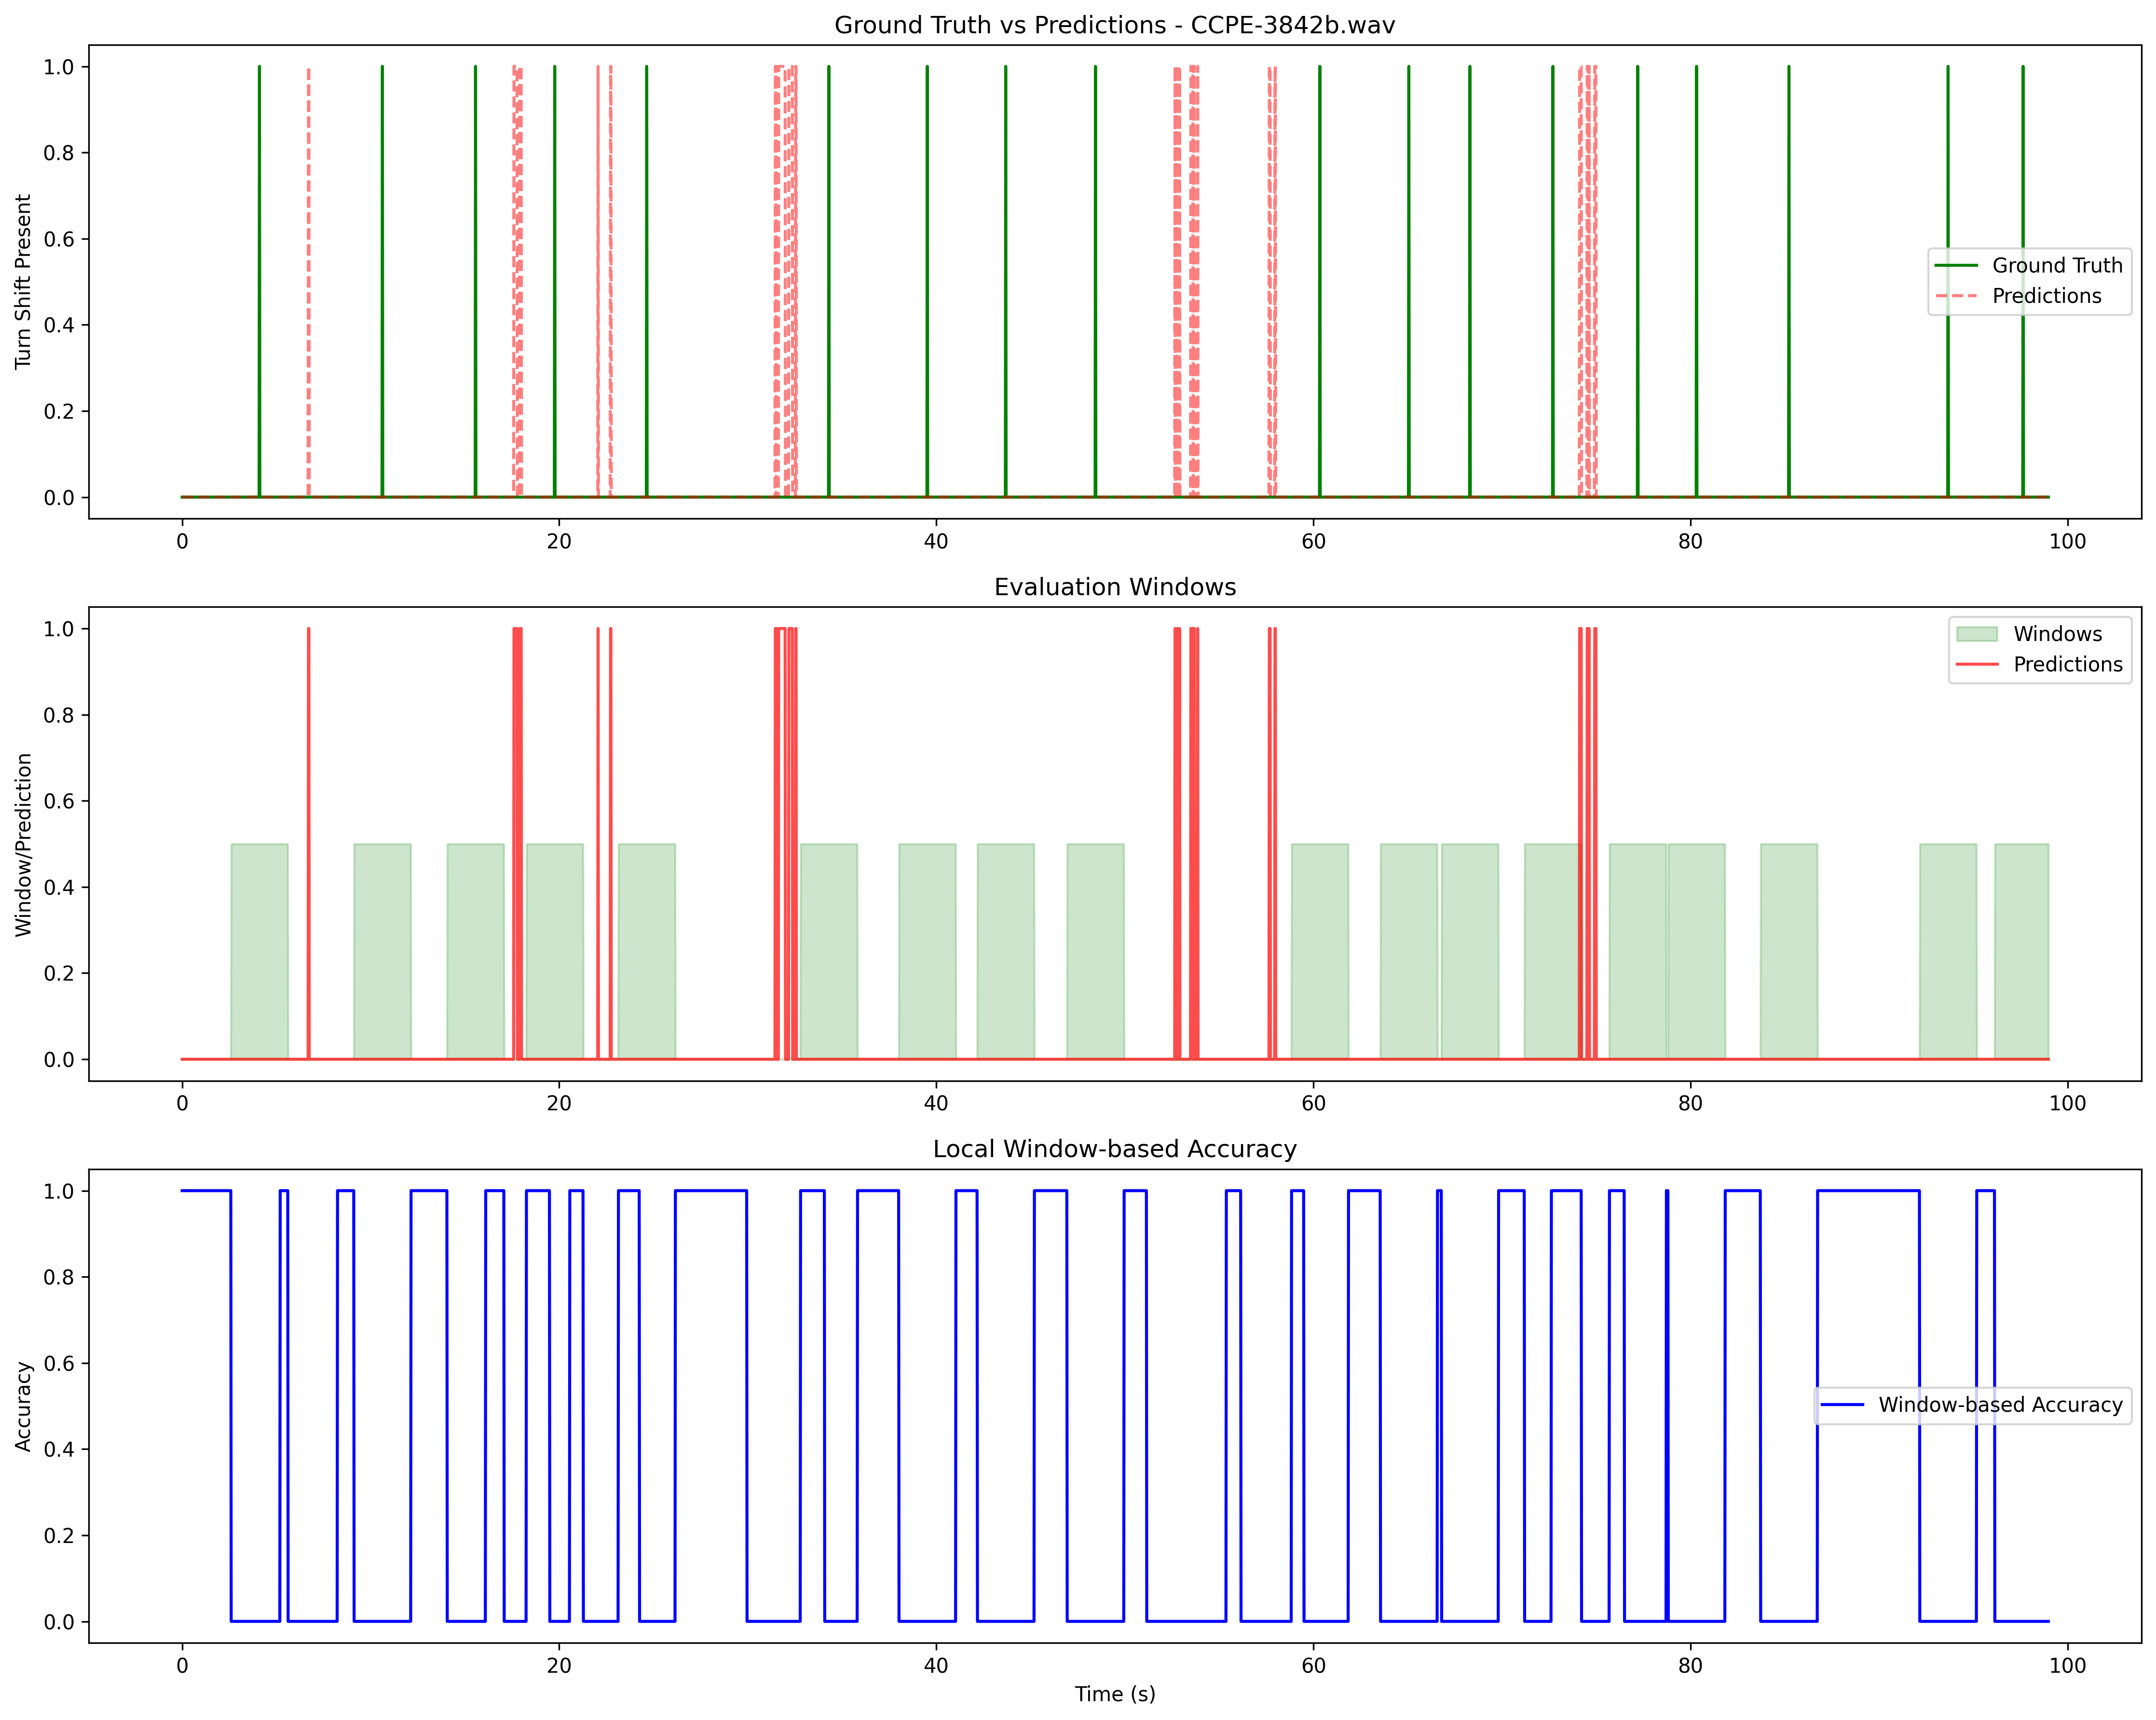 Ground Truth vs Predictions - CCPE-3842b.wav
1.0
0.8
0.6
0.4
0.2
0.0
Turn Shift Present
Ground Truth
Predictions
0 20 40 60 80 100
Evaluation Windows
1.0
0.8
0.6
0.4
0.2
0.0
Window/Prediction
Windows
Predictions
0 20 40 60 80 100
Local Window-based Accuracy
1.0
0.8
0.6
0.4
0.2
0.0
Accuracy
Window-based Accuracy
0 20 40 60 80 100
Time (s)